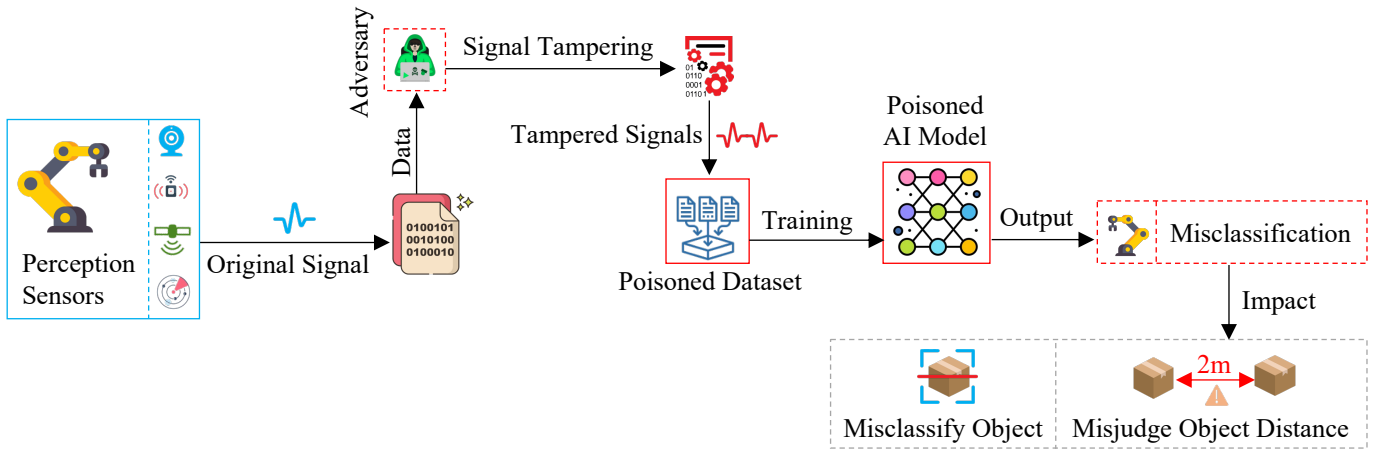 Adversary
Signal Tampering
01
0110
0001
01101
Data
Tampered Signals
Poisoned
AI Model
Perception
Sensors
Original Signal
0100101
0010100
0100010
Poisoned Dataset
Training
Output
Misclassification
Impact
2m
Misclassify Object
Misjudge Object Distance